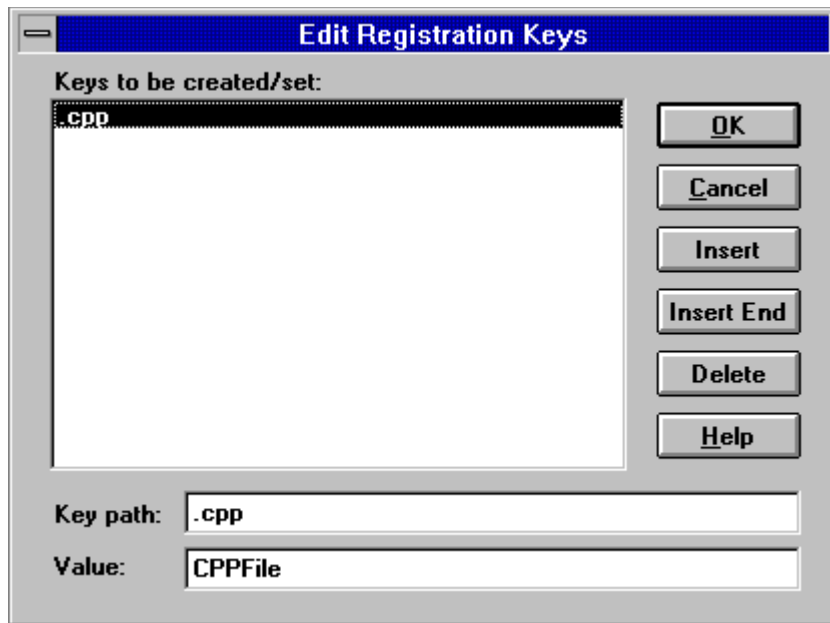 Edit Registration Keys
Keys to be created/set:
.cpp
OK
Cancel
Insert
Insert End
Delete
Help
Key path: .cpp
Value: CPPFile